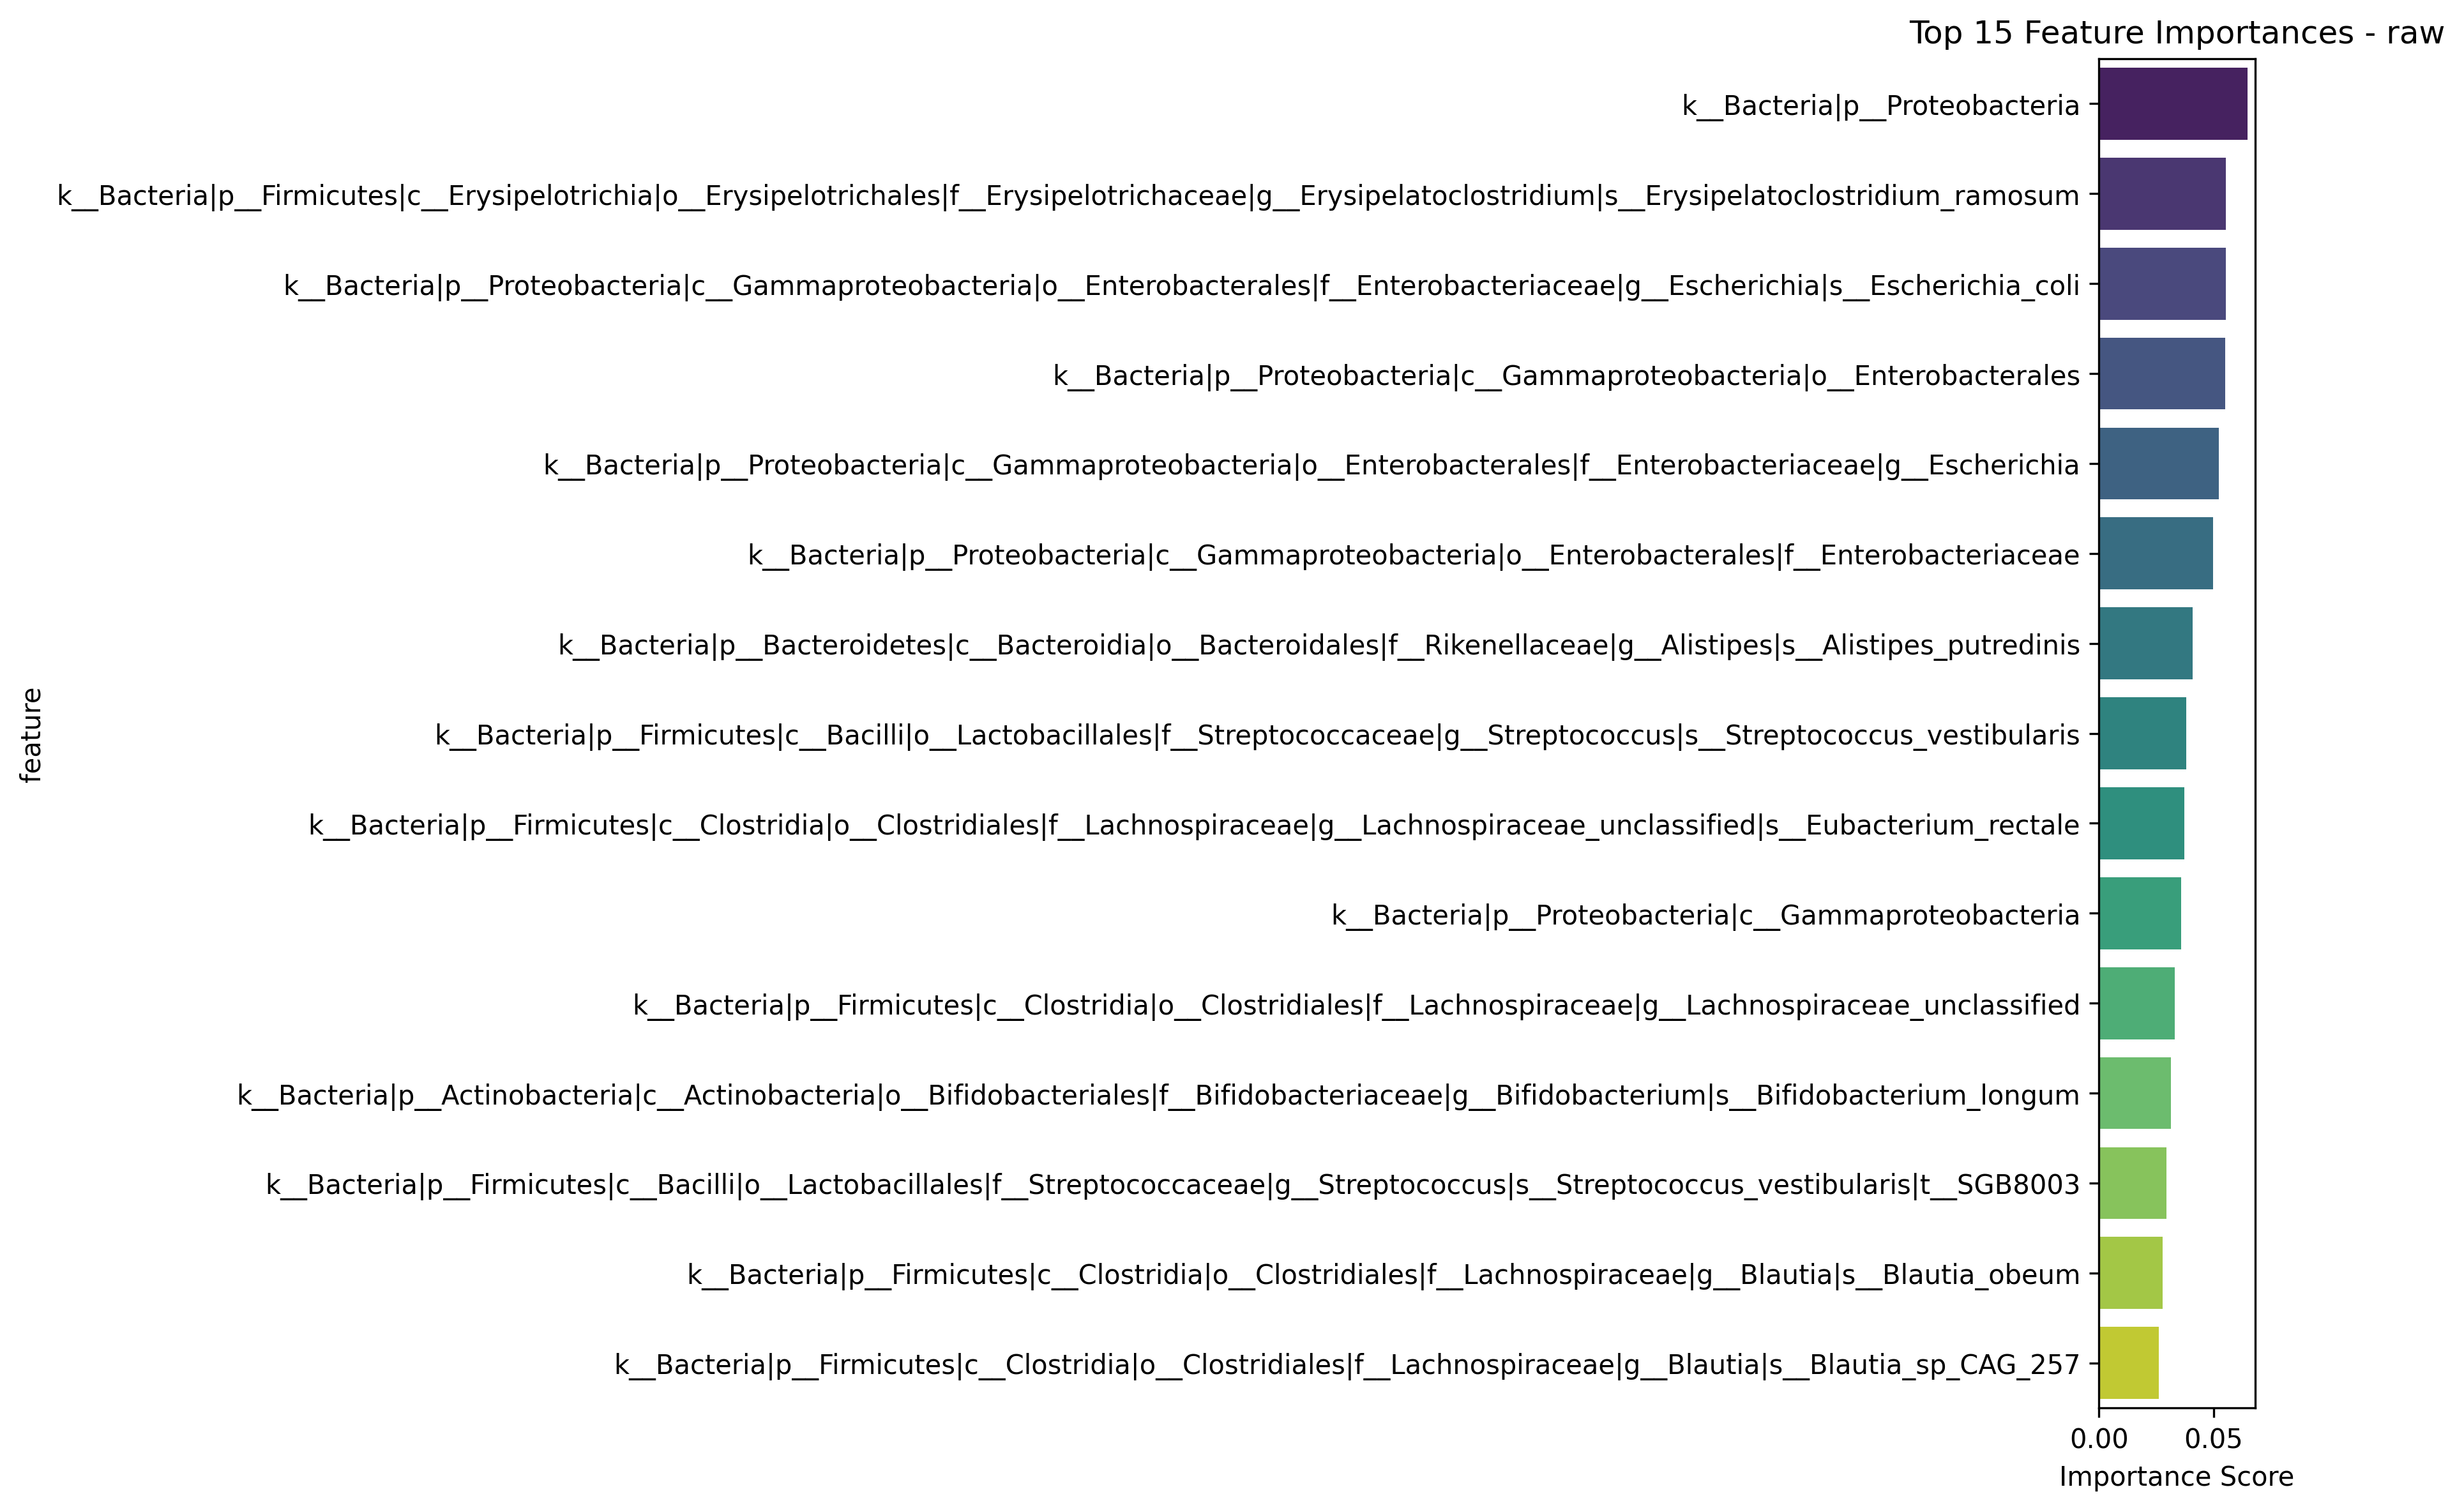 Top 15 Feature Importances - raw
k__Bacteria|p__Proteobacteria
k__Bacteria|p__Firmicutes|c__Erysipelotrichia|o__Erysipelotrichales|f__Erysipelotrichaceae|g__Erysipelatoclostridium|s__Erysipelatoclostridium_ramosum
k__Bacteria|p__Proteobacteria|c__Gammaproteobacteria|o__Enterobacterales|f__Enterobacteriaceae|g__Escherichia|s__Escherichia_coli
k__Bacteria|p__Proteobacteria|c__Gammaproteobacteria|o__Enterobacterales
k__Bacteria|p__Proteobacteria|c__Gammaproteobacteria|o__Enterobacterales|f__Enterobacteriaceae|g__Escherichia
k__Bacteria|p__Proteobacteria|c__Gammaproteobacteria|o__Enterobacterales|f__Enterobacteriaceae
k__Bacteria|p__Bacteroidetes|c__Bacteroidia|o__Bacteroidales|f__Rikenellaceae|g__Alistipes|s__Alistipes_putredinis
k__Bacteria|p__Firmicutes|c__Bacilli|o__Lactobacillales|f__Streptococcaceae|g__Streptococcus|s__Streptococcus_vestibularis
k__Bacteria|p__Firmicutes|c__Clostridia|o__Clostridiales|f__Lachnospiraceae|g__Lachnospiraceae_unclassified|s__Eubacterium_rectale
k__Bacteria|p__Proteobacteria|c__Gammaproteobacteria
k__Bacteria|p__Firmicutes|c__Clostridia|o__Clostridiales|f__Lachnospiraceae|g__Lachnospiraceae_unclassified
k__Bacteria|p__Actinobacteria|c__Actinobacteria|o__Bifidobacteriales|f__Bifidobacteriaceae|g__Bifidobacterium|s__Bifidobacterium_longum
k__Bacteria|p__Firmicutes|c__Bacilli|o__Lactobacillales|f__Streptococcaceae|g__Streptococcus|s__Streptococcus_vestibularis|t__SGB8003
k__Bacteria|p__Firmicutes|c__Clostridia|o__Clostridiales|f__Lachnospiraceae|g__Blautia|s__Blautia_obeum
k__Bacteria|p__Firmicutes|c__Clostridia|o__Clostridiales|f__Lachnospiraceae|g__Blautia|s__Blautia_sp_CAG_257
feature
0.00 0.05
Importance Score